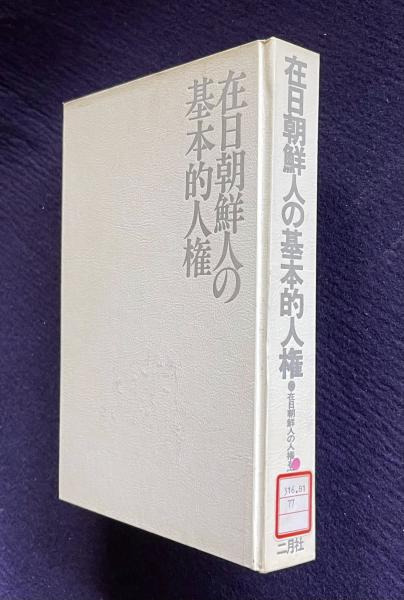 在日朝鮮人の
基本的人権
在日朝鮮人の基本的人権
在日朝鮮人の人権を
316.81
77
二月社